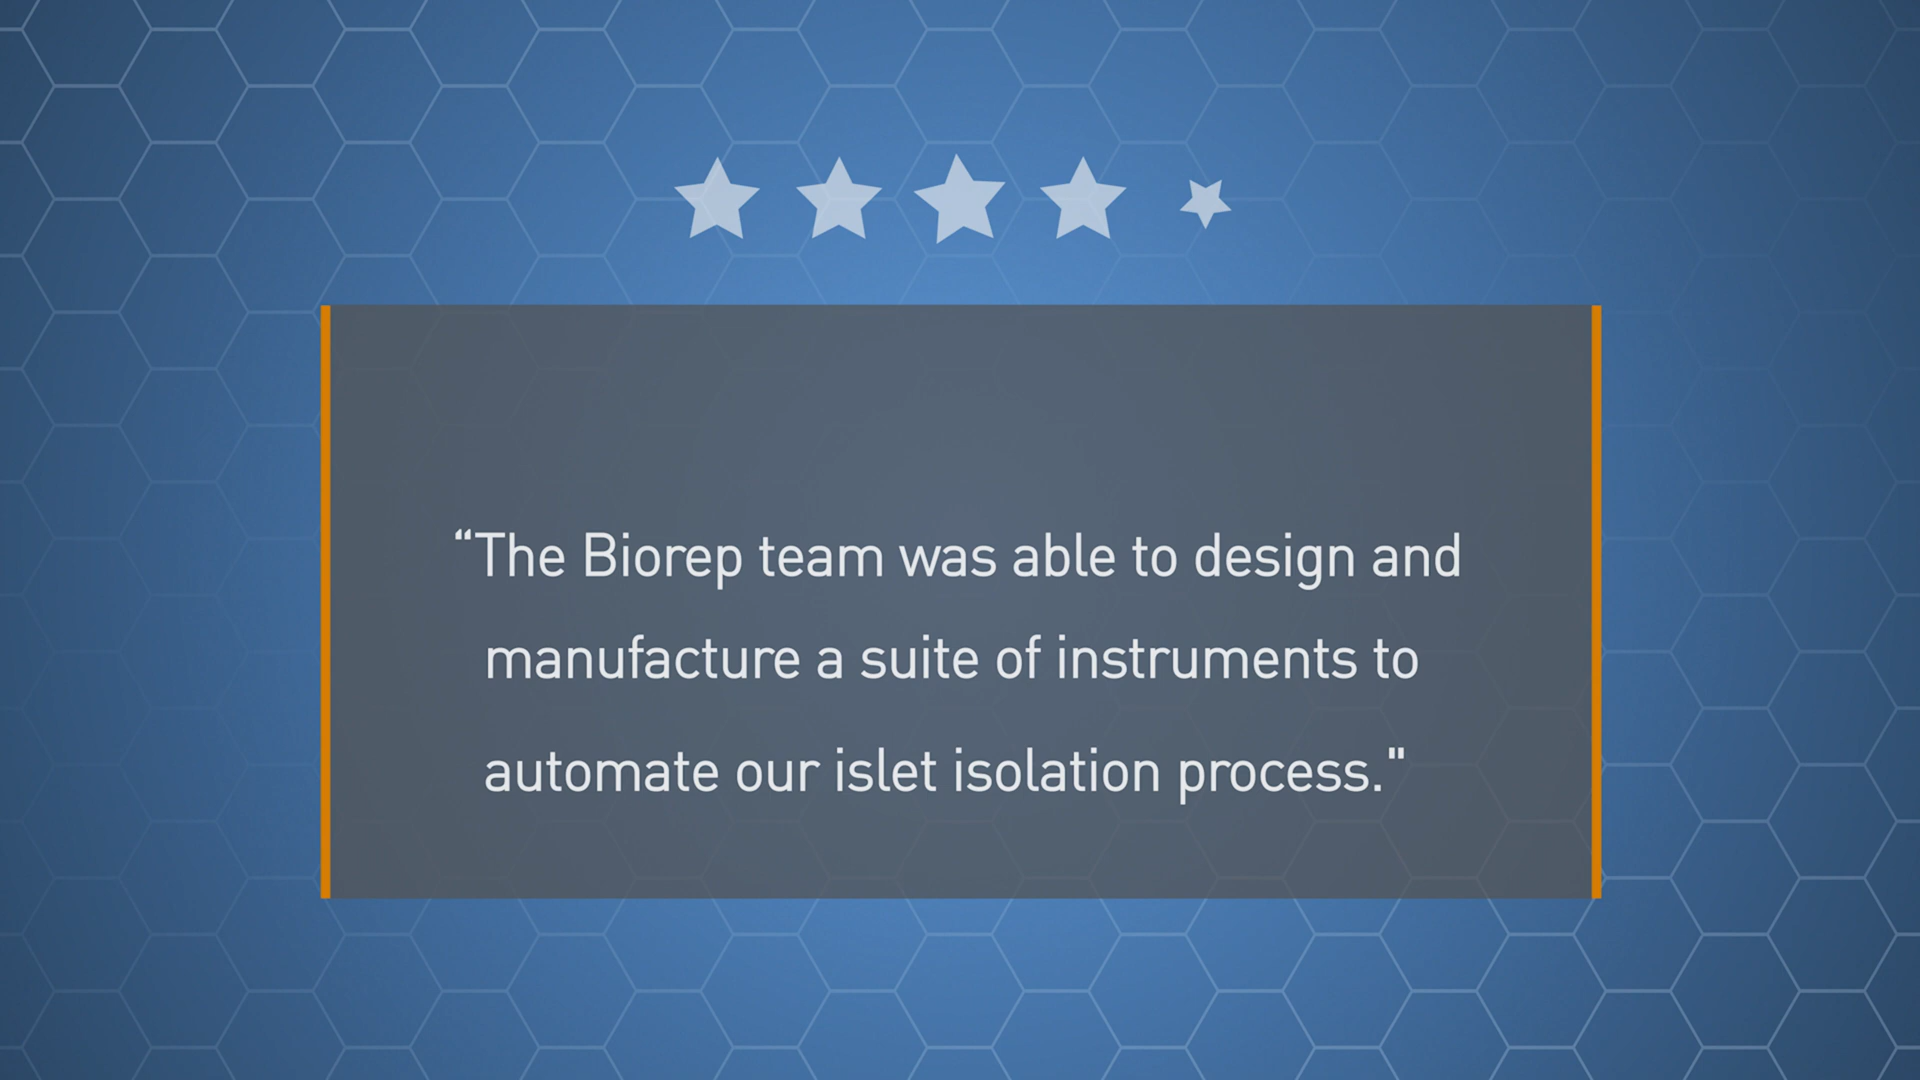 “The Biorep team was able to design and
manufacture a suite of instruments to
automate our islet isolation process."